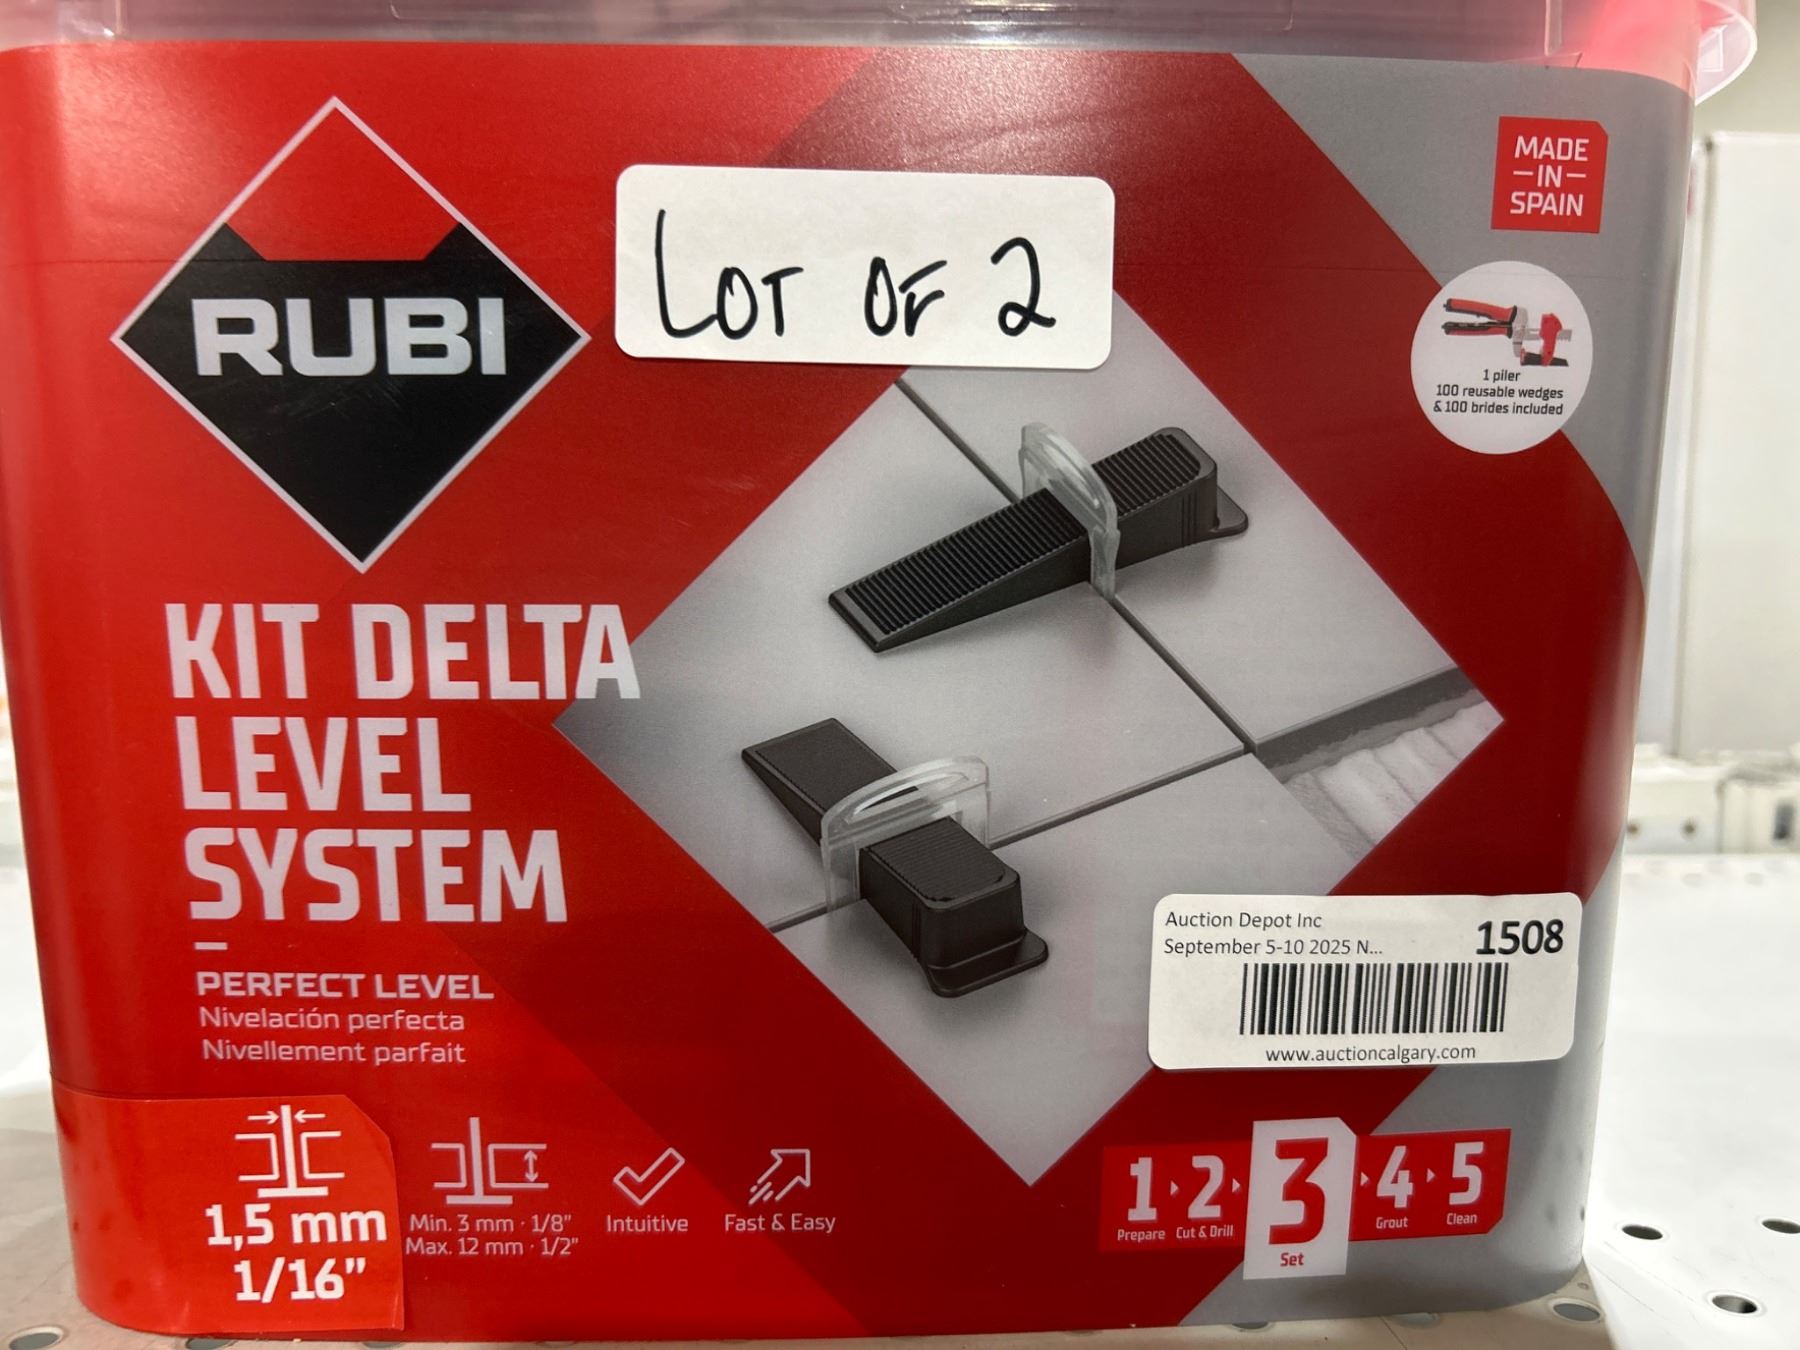 RUBI
LOT OF 2
MADE
—IN—
SPAIN
1 piler
100 reusable wedges
& 100 brides included
KIT DELTA
LEVEL
SYSTEM
PERFECT LEVEL
Nivelación perfecta
Nivellement parfait
Auction Depot Inc
September 5-10 2025 N...
1508
www.auctioncalgary.com
1,5 mm
1/16"
Min. 3 mm · 1/8"
Max. 12 mm · 1/2"
Intuitive
Fast & Easy
1 2 3 4 5
Prepare Cut & Drill Set Grout Clean